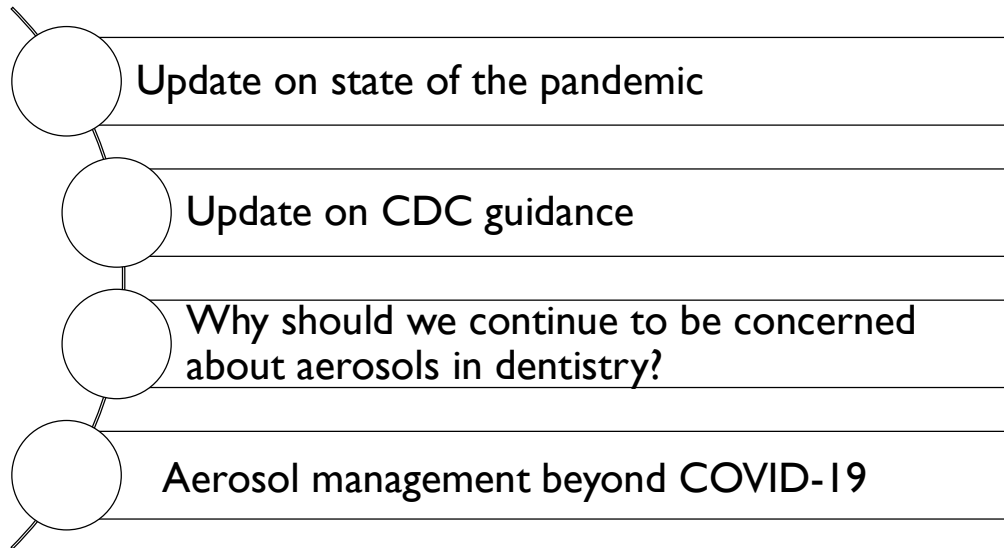 Update on state of the pandemic
Update on CDC guidance
Why should we continue to be concerned
about aerosols in dentistry?
Aerosol management beyond COVID-19